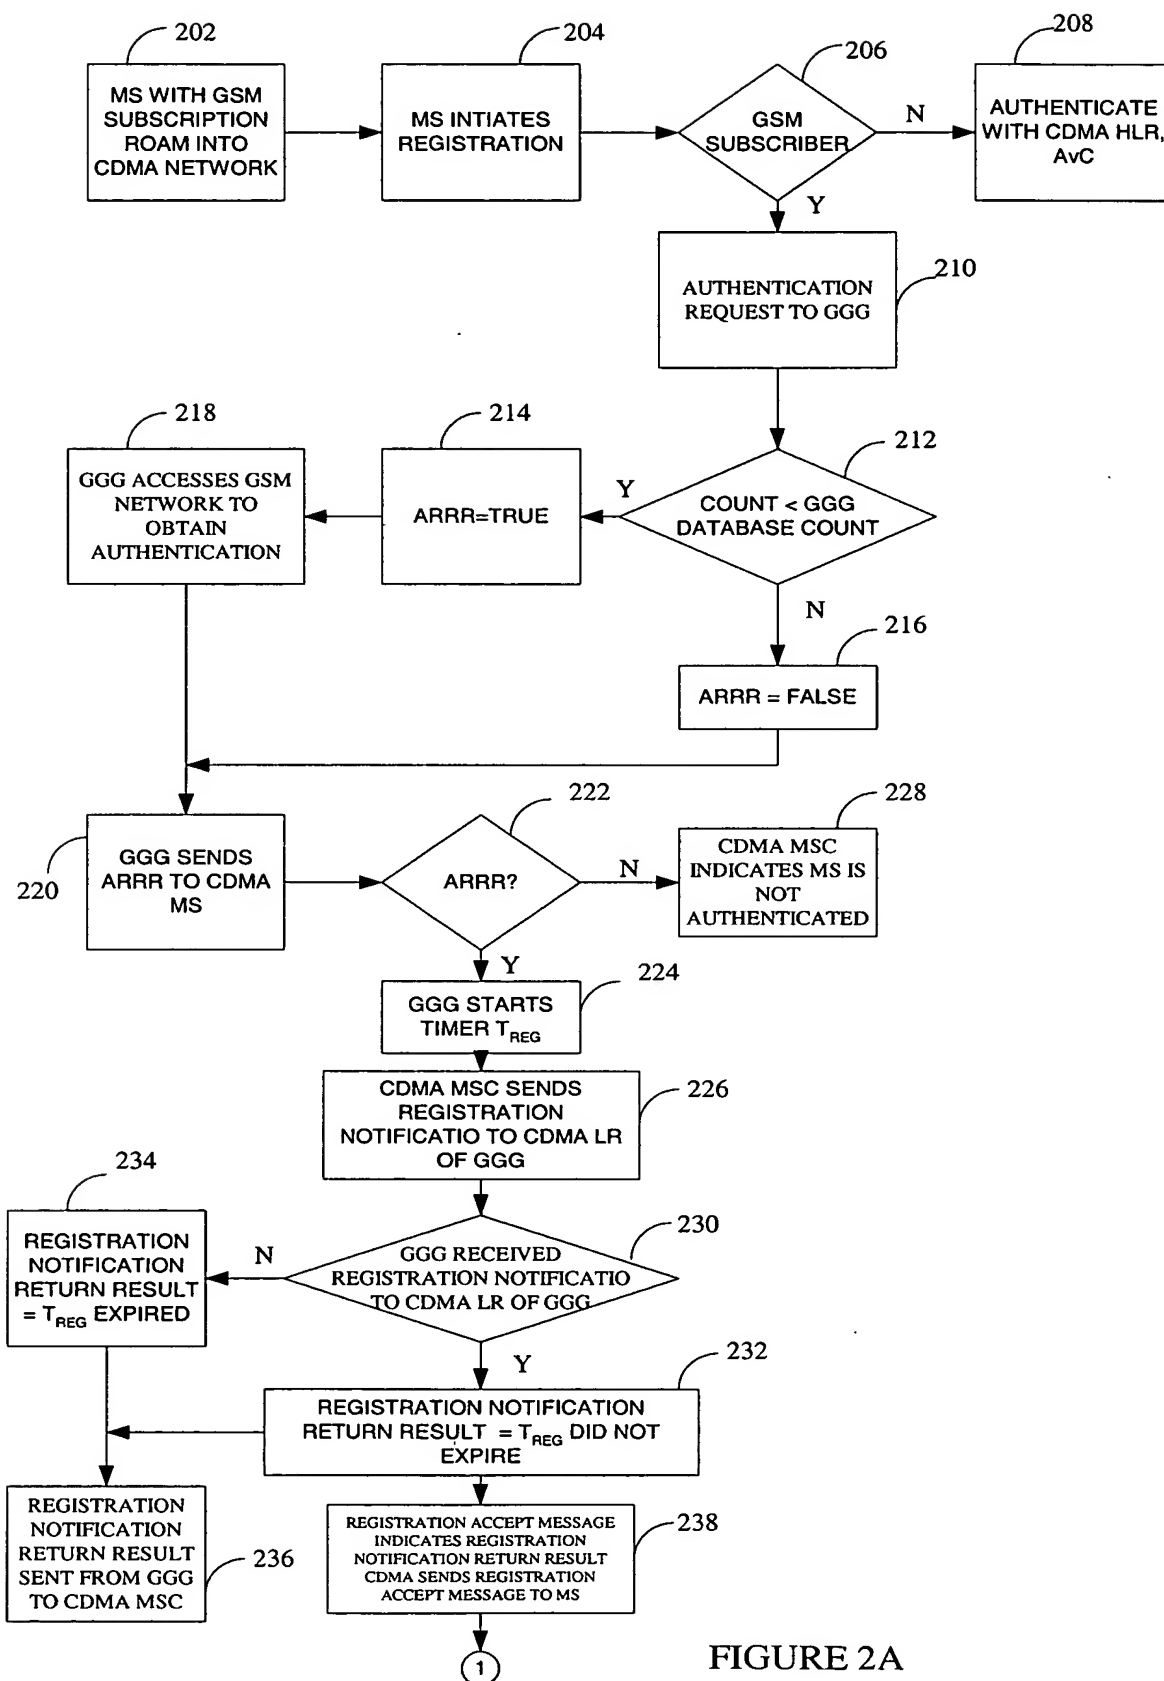 202
MS WITH GSM
SUBSCRIPTION
ROAM INTO
CDMA NETWORK
204
MS INTIATES
REGISTRATION
206
GSM
SUBSCRIBER
N
Y
208
AUTHENTICATE
WITH CDMA HLR,
AvC
210
AUTHENTICATION
REQUEST TO GGG
212
COUNT < GGG
DATABASE COUNT
Y
N
214
ARRR=TRUE
218
GGG ACCESSES GSM
NETWORK TO
OBTAIN
AUTHENTICATION
216
ARRR = FALSE
220
GGG SENDS
ARRR TO CDMA
MS
222
ARRR?
N
Y
228
CDMA MSC
INDICATES MS IS
NOT
AUTHENTICATED
224
GGG STARTS
TIMER TREG
226
CDMA MSC SENDS
REGISTRATION
NOTIFICATIO TO CDMA LR
OF GGG
230
GGG RECEIVED
REGISTRATION NOTIFICATIO
TO CDMA LR OF GGG
N
Y
234
REGISTRATION
NOTIFICATION
RETURN RESULT
= TREG EXPIRED
232
REGISTRATION NOTIFICATION
RETURN RESULT = TREG DID NOT
EXPIRE
236
REGISTRATION
NOTIFICATION
RETURN RESULT
SENT FROM GGG
TO CDMA MSC
238
REGISTRATION ACCEPT MESSAGE
INDICATES REGISTRATION
NOTIFICATION RETURN RESULT
CDMA SENDS REGISTRATION
ACCEPT MESSAGE TO MS
1
FIGURE 2A